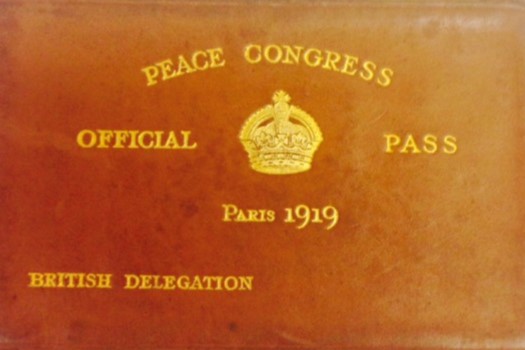 PEACE CONGRESS
OFFICIAL PASS
PARIS 1919
BRITISH DELEGATION